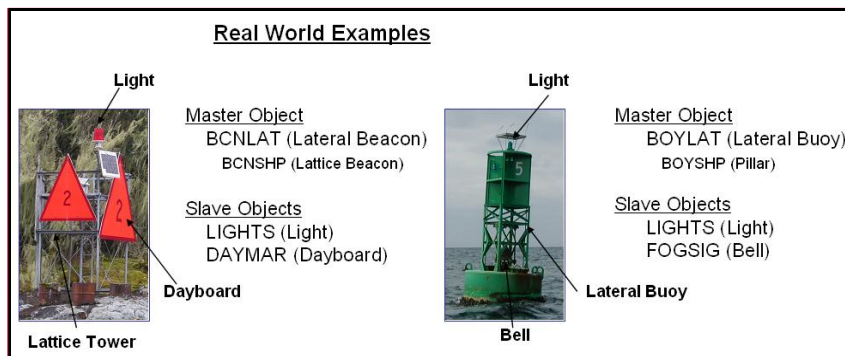 Real World Examples
Light
Master Object
BCNLAT (Lateral Beacon)
BCNSHP (Lattice Beacon)
Slave Objects
LIGHTS (Light)
DAYMAR (Dayboard)
2
2
Dayboard
Lattice Tower
Light
Master Object
BOYLAT (Lateral Buoy)
BOYSHP (Pillar)
Slave Objects
LIGHTS (Light)
FOGSIG (Bell)
5
Lateral Buoy
Bell